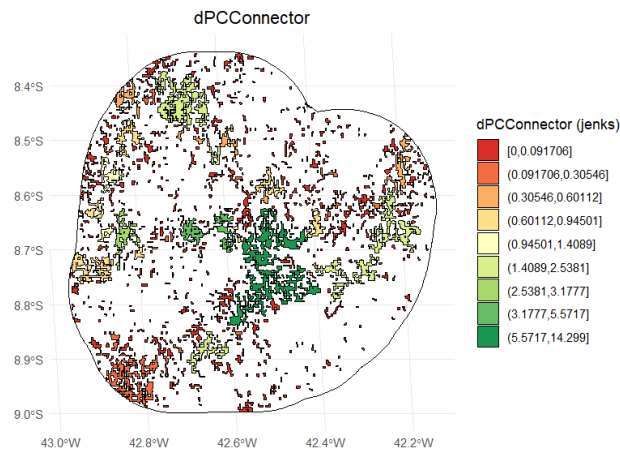 dPCConnector
8.4°S
8.5°S
8.6°S
8.7°S
8.8°S
8.9°S
9.0°S
43.0°W 42.8°W 42.6°W 42.4°W 42.2°W
dPCConnector (jenks)
[0,0.091706]
(0.091706,0.30546]
(0.30546,0.60112]
(0.60112,0.94501]
(0.94501,1.4089]
(1.4089,2.5381]
(2.5381,3.1777]
(3.1777,5.5717]
(5.5717,14.299]